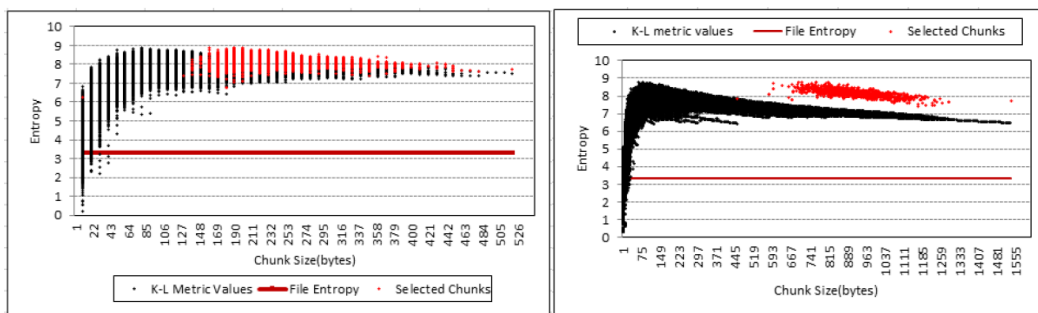 10
9
8
7
6
5
4
3
2
1
0
Entropy
1 22 43 64 85 106 127 148 169 190 211 232 253 274 295 316 337 358 379 400 421 442 463 484 505 526
Chunk Size(bytes)
K-L Metric Values File Entropy Selected Chunks
K-L metric values File Entropy Selected Chunks
10
9
8
7
6
5
4
3
2
1
0
Entropy
1 75 149 223 297 371 445 519 593 667 741 815 889 963 1037 1111 1185 1259 1333 1407 1481 1555
Chunk Size(bytes)